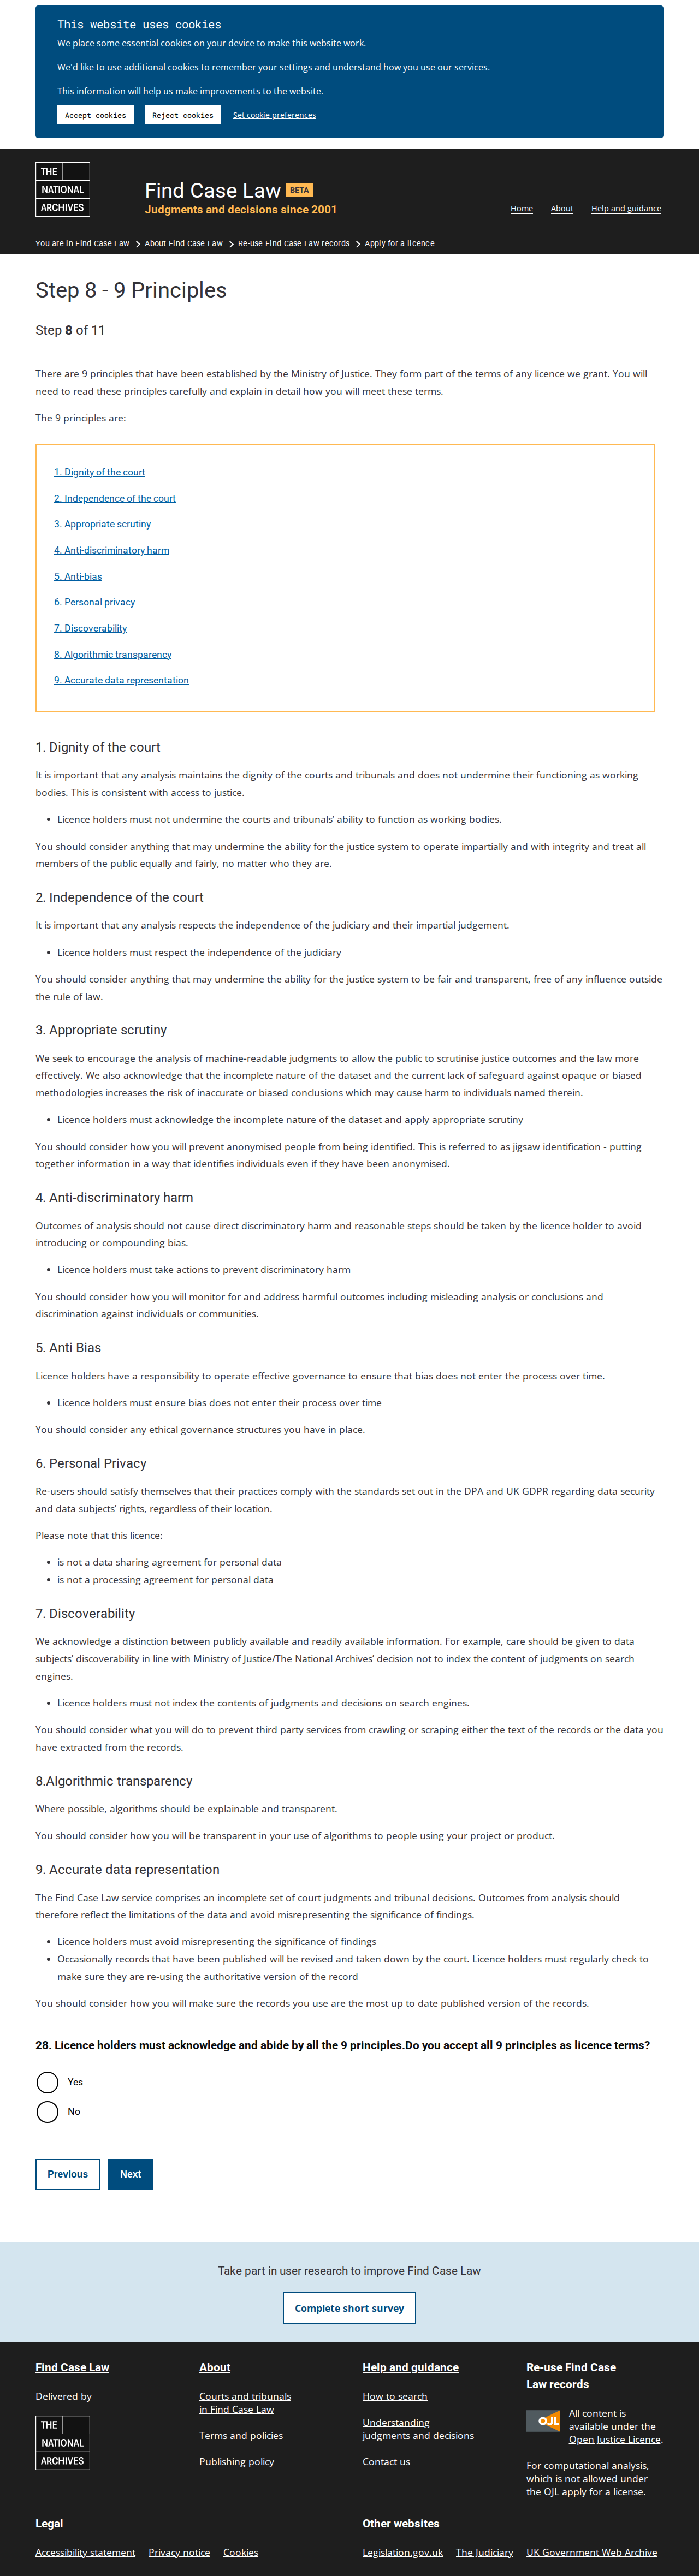 This website uses cookies
We place some essential cookies on your device to make this website work.
We'd like to use additional cookies to remember your settings and understand how you use our services.
This information will help us make improvements to the website.
Accept cookies
Reject cookies
Set cookie preferences
THE
NATIONAL
ARCHIVES
Find Case Law BETA
Judgments and decisions since 2001
Home
About
Help and guidance
You are in Find Case Law
About Find Case Law
Re-use Find Case Law records
Apply for a licence
Step 8 - 9 Principles
Step 8 of 11
There are 9 principles that have been established by the Ministry of Justice. They form part of the terms of any licence we grant. You will
need to read these principles carefully and explain in detail how you will meet these terms.
The 9 principles are:
1. Dignity of the court
2. Independence of the court
3. Appropriate scrutiny
4. Anti-discriminatory harm
5. Anti-bias
6. Personal privacy
7. Discoverability
8. Algorithmic transparency
9. Accurate data representation
1. Dignity of the court
It is important that any analysis maintains the dignity of the courts and tribunals and does not undermine their functioning as working
bodies. This is consistent with access to justice.
• Licence holders must not undermine the courts and tribunals’ ability to function as working bodies.
You should consider anything that may undermine the ability for the justice system to operate impartially and with integrity and treat all
members of the public equally and fairly, no matter who they are.
2. Independence of the court
It is important that any analysis respects the independence of the judiciary and their impartial judgement.
• Licence holders must respect the independence of the judiciary
You should consider anything that may undermine the ability for the justice system to be fair and transparent, free of any influence outside
the rule of law.
3. Appropriate scrutiny
We seek to encourage the analysis of machine-readable judgments to allow the public to scrutinise justice outcomes and the law more
effectively. We also acknowledge that the incomplete nature of the dataset and the current lack of safeguard against opaque or biased
methodologies increases the risk of inaccurate or biased conclusions which may cause harm to individuals named therein.
• Licence holders must acknowledge the incomplete nature of the dataset and apply appropriate scrutiny
You should consider how you will prevent anonymised people from being identified. This is referred to as jigsaw identification - putting
together information in a way that identifies individuals even if they have been anonymised.
4. Anti-discriminatory harm
Outcomes of analysis should not cause direct discriminatory harm and reasonable steps should be taken by the licence holder to avoid
introducing or compounding bias.
• Licence holders must take actions to prevent discriminatory harm
You should consider how you will monitor for and address harmful outcomes including misleading analysis or conclusions and
discrimination against individuals or communities.
5. Anti Bias
Licence holders have a responsibility to operate effective governance to ensure that bias does not enter the process over time.
• Licence holders must ensure bias does not enter their process over time
You should consider any ethical governance structures you have in place.
6. Personal Privacy
Re-users should satisfy themselves that their practices comply with the standards set out in the DPA and UK GDPR regarding data security
and data subjects’ rights, regardless of their location.
Please note that this licence:
• is not a data sharing agreement for personal data
• is not a processing agreement for personal data
7. Discoverability
We acknowledge a distinction between publicly available and readily available information. For example, care should be given to data
subjects’ discoverability in line with Ministry of Justice/The National Archives’ decision not to index the content of judgments on search
engines.
• Licence holders must not index the contents of judgments and decisions on search engines.
You should consider what you will do to prevent third party services from crawling or scraping either the text of the records or the data you
have extracted from the records.
8.Algorithmic transparency
Where possible, algorithms should be explainable and transparent.
You should consider how you will be transparent in your use of algorithms to people using your project or product.
9. Accurate data representation
The Find Case Law service comprises an incomplete set of court judgments and tribunal decisions. Outcomes from analysis should
therefore reflect the limitations of the data and avoid misrepresenting the significance of findings.
• Licence holders must avoid misrepresenting the significance of findings
• Occasionally records that have been published will be revised and taken down by the court. Licence holders must regularly check to
make sure they are re-using the authoritative version of the record
You should consider how you will make sure the records you use are the most up to date published version of the records.
28. Licence holders must acknowledge and abide by all the 9 principles.Do you accept all 9 principles as licence terms?
Yes
No
Previous
Next
Take part in user research to improve Find Case Law
Complete short survey
Find Case Law
Delivered by
THE
NATIONAL
ARCHIVES
About
Courts and tribunals
in Find Case Law
Terms and policies
Publishing policy
Help and guidance
How to search
Understanding
judgments and decisions
Contact us
Re-use Find Case
Law records
OJL
All content is
available under the
Open Justice Licence.
For computational analysis,
which is not allowed under
the OJL apply for a license.
Legal
Accessibility statement
Privacy notice
Cookies
Other websites
Legislation.gov.uk
The Judiciary
UK Government Web Archive